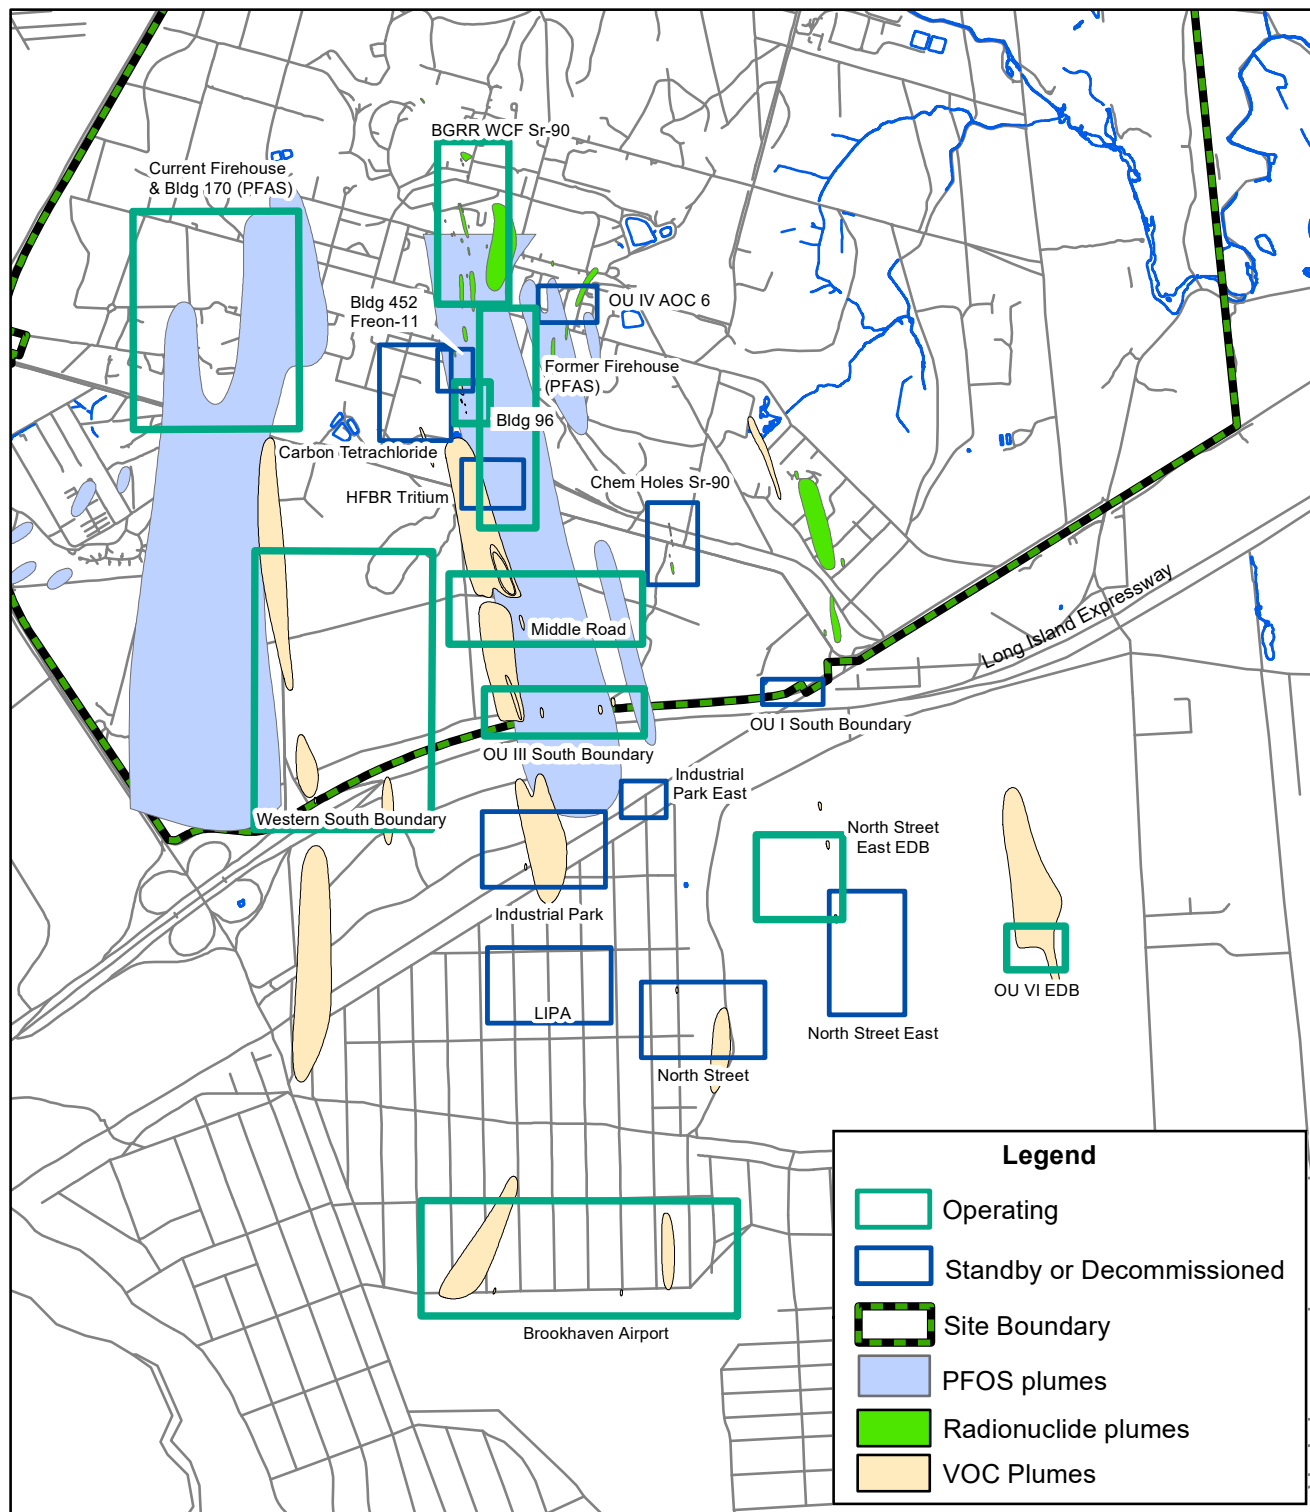 BGRR WCF Sr-90
Current Firehouse
& Bldg 170 (PFAS)
Bldg 452
Freon-11
OU IV AOC 6
Former Firehouse
(PFAS)
Bldg 96
Carbon Tetrachloride
HFBR Tritium
Chem Holes Sr-90
Middle Road
Long Island Expressway
OU I South Boundary
OU III South Boundary
Industrial
Park East
Western South Boundary
North Street
East EDB
Industrial Park
OU VI EDB
LIPA
North Street East
North Street
Brookhaven Airport
Legend
Operating
Standby or Decommissioned
Site Boundary
PFOS plumes
Radionuclide plumes
VOC Plumes